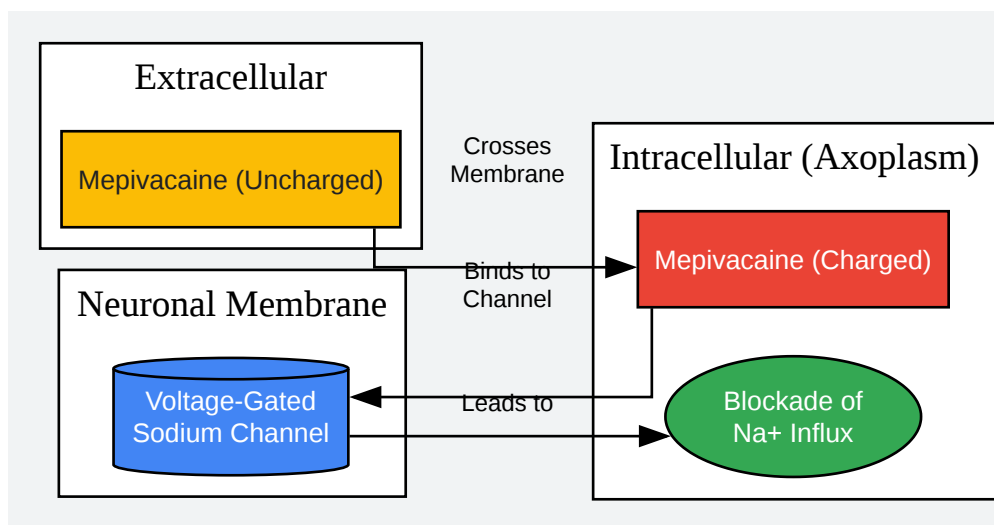 Extracellular
Mepivacaine (Uncharged)
Crosses
Membrane
Intracellular (Axoplasm)
Mepivacaine (Charged)
Binds to
Channel
Neuronal Membrane
Voltage-Gated
Sodium Channel
Leads to
Blockade of
Na+ Influx